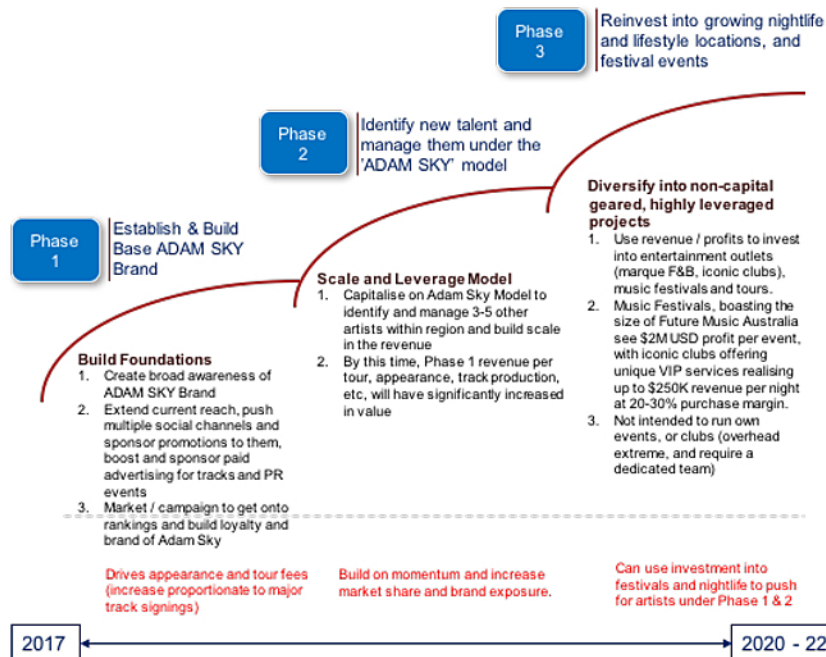 Phase
3
Reinvest into growing nightlife
and lifestyle locations, and
festival events
Phase
2
Identify new talent and
manage them under the
'ADAM SKY' model
Phase
1
Establish & Build
Base ADAM SKY
Brand
Build Foundations
1. Create broad awareness of
ADAM SKY Brand
2. Extend current reach, push
multiple social channels and
sponsor promotions to them,
boost and sponsor paid
advertising for tracks and PR
events
3. Market / campaign to get onto
rankings and build loyalty and
brand of Adam Sky
Scale and Leverage Model
1. Capitalise on Adam Sky Model to
identify and manage 3-5 other
artists within region and build scale
in the revenue
2. By this time, Phase 1 revenue per
tour, appearance, track production,
etc, will have significantly increased
in value
Diversify into non-capital
geared, highly leveraged
projects
1. Use revenue / profits to invest
into entertainment outlets
(marque F&B, iconic clubs),
music festivals and tours.
2. Music Festivals, boasting the
size of Future Music Australia
see $2M USD profit per event,
with iconic clubs offering
unique VIP services realising
up to $250K revenue per night
at 20-30% purchase margin.
3. Not intended to run own
events, or clubs (overhead
extreme, and require a
dedicated team)
Drives appearance and tour fees
(increase proportionate to major
track signings)
Build on momentum and increase
market share and brand exposure.
Can use investment into
festivals and nightlife to push
for artists under Phase 1 & 2
2017
2020 - 22